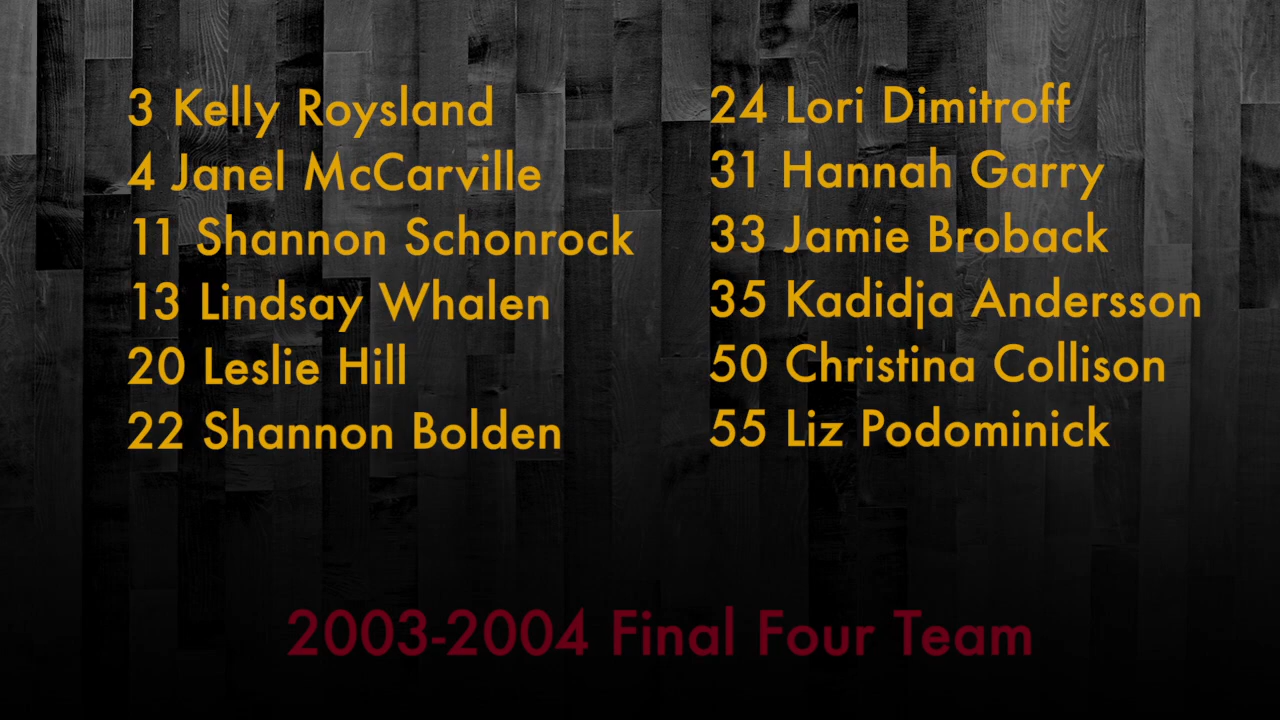 3 Kelly Roysland
4 Janel McCarville
11 Shannon Schonrock
13 Lindsay Whalen
20 Leslie Hill
22 Shannon Bolden
24 Lori Dimitroff
31 Hannah Garry
33 Jamie Broback
35 Kadidja Andersson
50 Christina Collison
55 Liz Podominick
2003-2004 Final Four Team